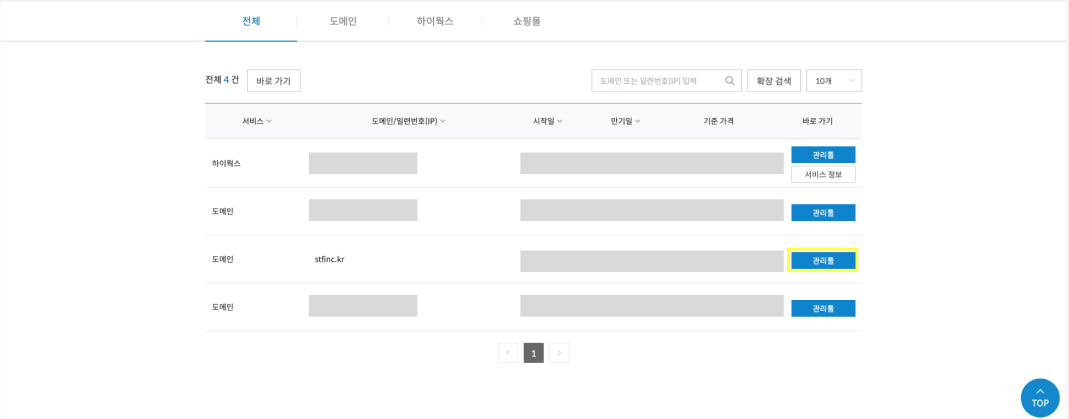 전체 도메인 하이웍스 쇼핑몰
전체 4 건 바로 가기 도메인 또는 일련번호(IP) 입력 확장 검색 10개
서비스 도메인/일련번호(IP) 시작일 만기일 기준 가격 바로 가기
하이웍스 관리툴
서비스 정보
도메인 관리툴
도메인 stfinc.kr 관리툴
도메인 관리툴
1
TOP